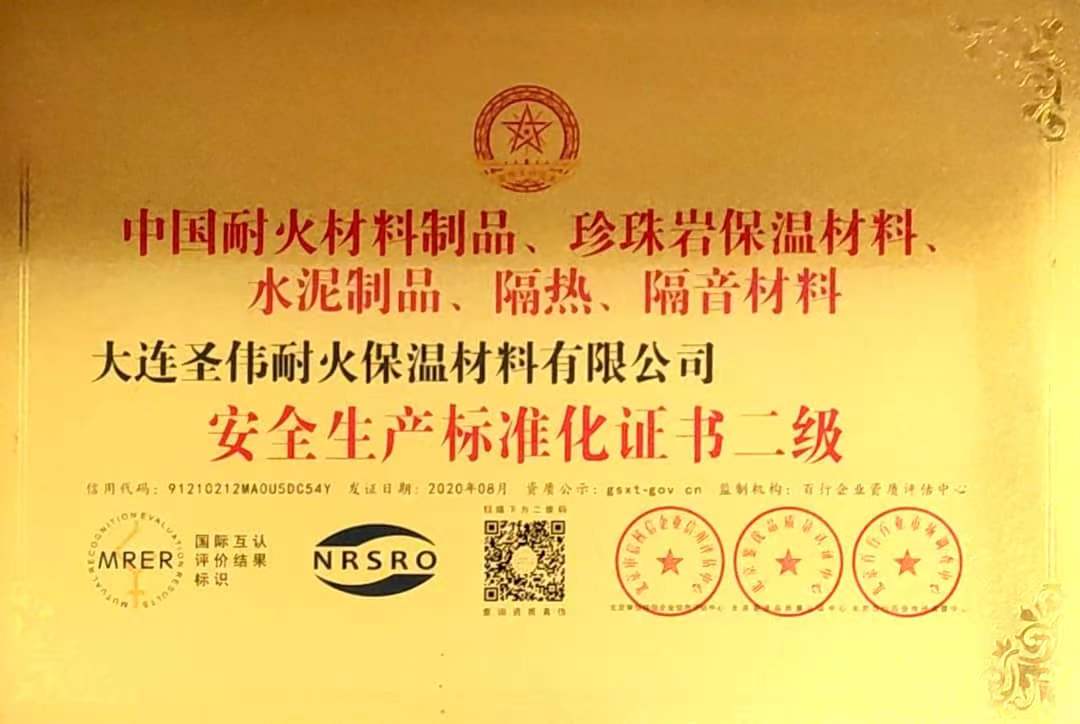 中国耐火材料制品、珍珠岩保温材料、
水泥制品、隔热、隔音材料
大连圣伟耐火保温材料有限公司
安全生产标准化证书二级
信用代码：91210212MA0U5DC54Y 发证日期：2020年08月 资质公示：gsxt-gov cn 监制机构：百行企业资质评估中心
MUTUAL RECOGNITION EVALUATION RESULTS
MRER
国际互认
评价结果
标识
NRSRO
扫描下方二维码
查询资质真伪